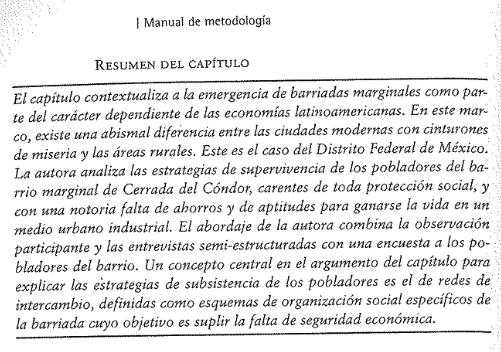 | Manual de metodología
RESUMEN DEL CAPÍTULO
El capítulo contextualiza a la emergencia de barriadas marginales como par-
te del carácter dependiente de las economías latinoamericanas. En este mar-
co, existe una abismal diferencia entre las ciudades modernas con cinturones
de miseria y las áreas rurales. Este es el caso del Distrito Federal de México.
La autora analiza las estrategias de supervivencia de los pobladores del ba-
rrio marginal de Cerrada del Cóndor, carentes de toda protección social, y
con una notoria falta de ahorros y de aptitudes para ganarse la vida en un
medio urbano industrial. El abordaje de la autora combina la observación
participante y las entrevistas semi-estructuradas con una encuesta a los po-
bladores del barrio. Un concepto central en el argumento del capítulo para
explicar las estrategias de subsistencia de los pobladores es el de redes de
intercambio, definidas como esquemas de organización social específicos de
la barriada cuyo objetivo es suplir la falta de seguridad económica.